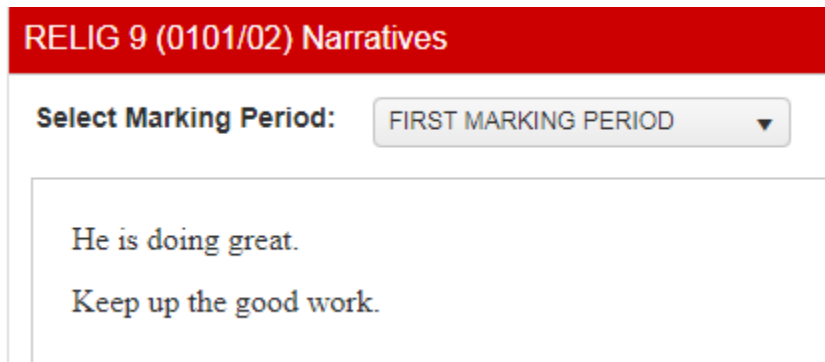 RELIG 9 (0101/02) Narratives
Select Marking Period: FIRST MARKING PERIOD
He is doing great.
Keep up the good work.